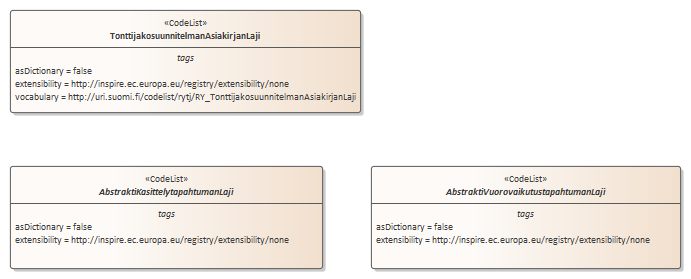 «CodeList»
TonttijakosuunnitelmanAsiakirjanLaji
tags
asDictionary = false
extensibility = http://inspire.ec.europa.eu/registry/extensibility/none
vocabulary = http://uri.suomi.fi/codelist/rytj/RY_TonttijakosuunnitelmanAsiakirjanLaji
«CodeList»
AbstraktiKasittelytapahtumanLaji
tags
asDictionary = false
extensibility = http://inspire.ec.europa.eu/registry/extensibility/none
«CodeList»
AbstraktiVuorovaikutustapahtumanLaji
tags
asDictionary = false
extensibility = http://inspire.ec.europa.eu/registry/extensibility/none